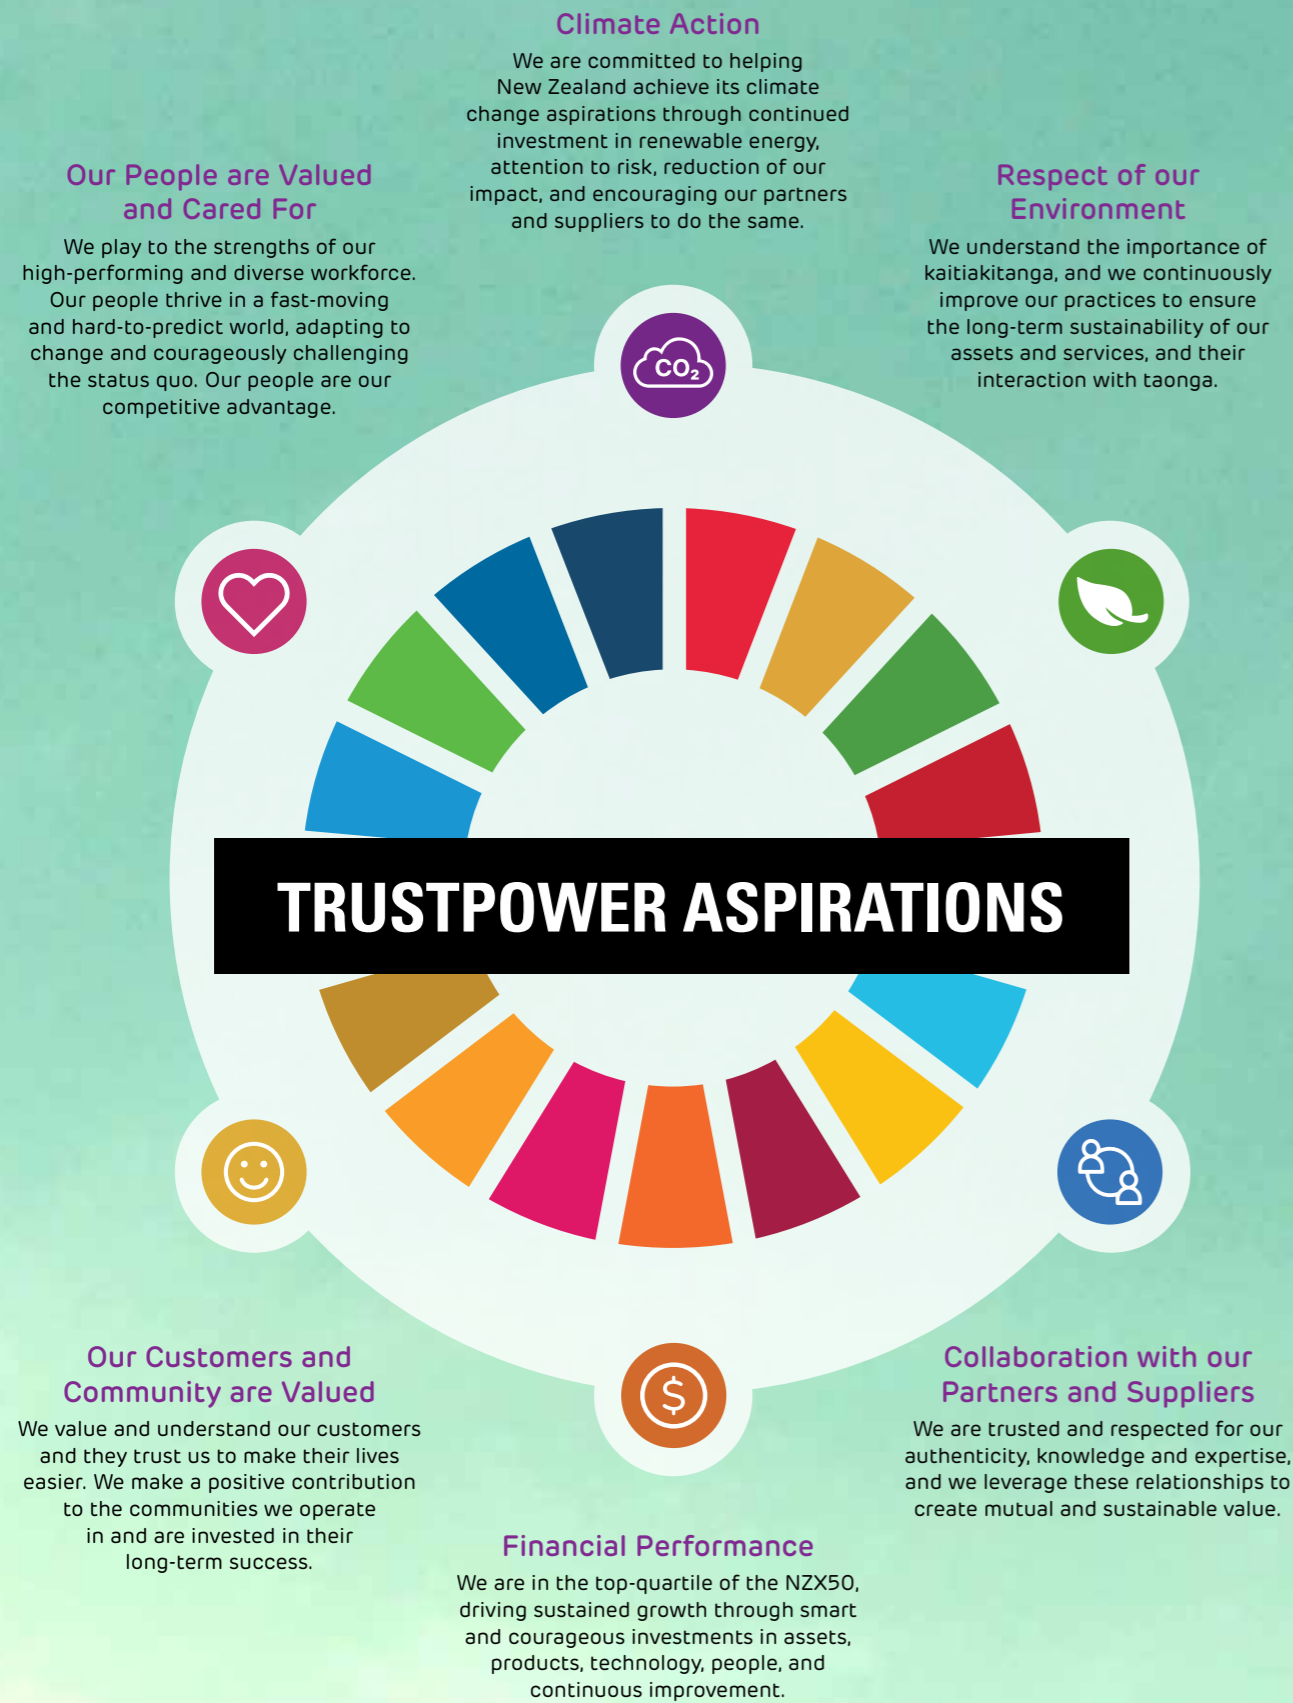 Climate Action
We are committed to helping
New Zealand achieve its climate
change aspirations through continued
investment in renewable energy,
attention to risk, reduction of our
impact, and encouraging our partners
and suppliers to do the same.
Our People are Valued
and Cared For
We play to the strengths of our
high-performing and diverse workforce.
Our people thrive in a fast-moving
and hard-to-predict world, adapting to
change and courageously challenging
the status quo. Our people are our
competitive advantage.
Respect of our
Environment
We understand the importance of
kaitiakitanga, and we continuously
improve our practices to ensure
the long-term sustainability of our
assets and services, and their
interaction with taonga.
CO₂
TRUSTPOWER ASPIRATIONS
$
Our Customers and
Community are Valued
We value and understand our customers
and they trust us to make their lives
easier. We make a positive contribution
to the communities we operate
in and are invested in their
long-term success.
Collaboration with our
Partners and Suppliers
We are trusted and respected for our
authenticity, knowledge and expertise,
and we leverage these relationships to
create mutual and sustainable value.
Financial Performance
We are in the top-quartile of the NZX50,
driving sustained growth through smart
and courageous investments in assets,
products, technology, people, and
continuous improvement.